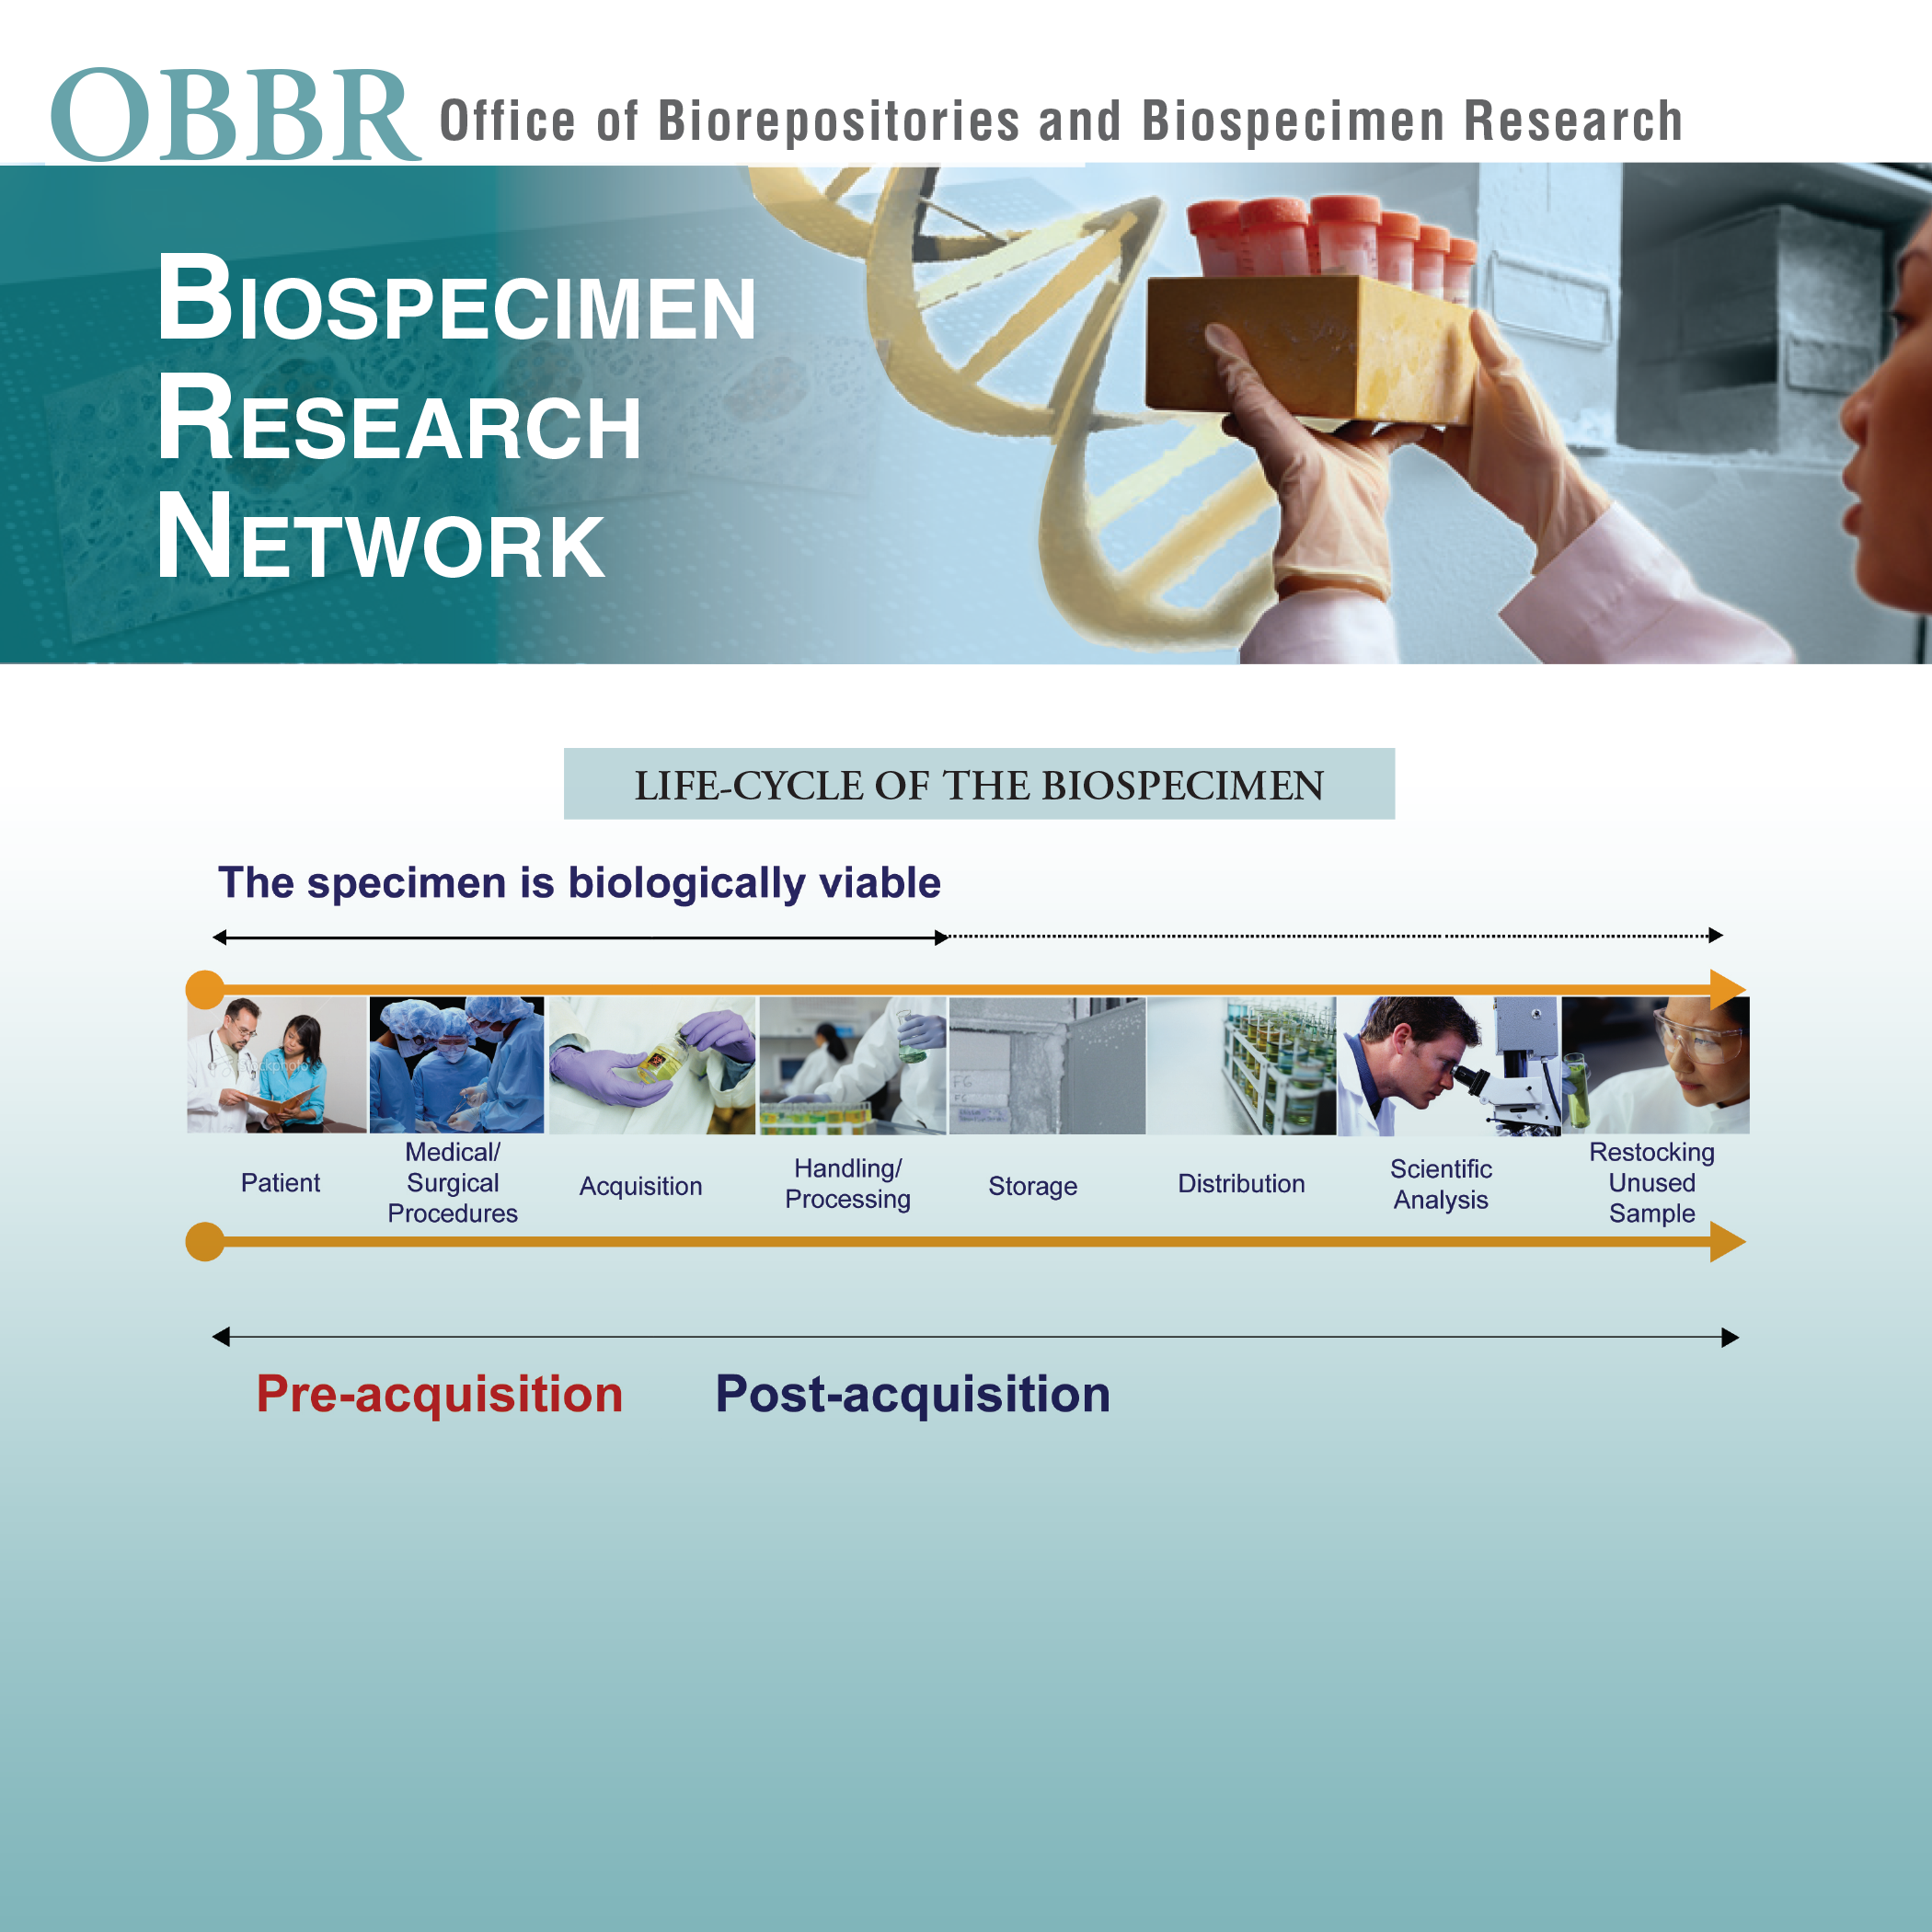 OBBR Office of Biorepositories and Biospecimen Research
BIOSPECIMEN
RESEARCH
NETWORK
LIFE-CYCLE OF THE BIOSPECIMEN
The specimen is biologically viable
FG
Patient
Medical/
Surgical
Procedures
Acquisition
Handling/
Processing
Storage
Distribution
Scientific
Analysis
Restocking
Unused
Sample
Pre-acquisition
Post-acquisition